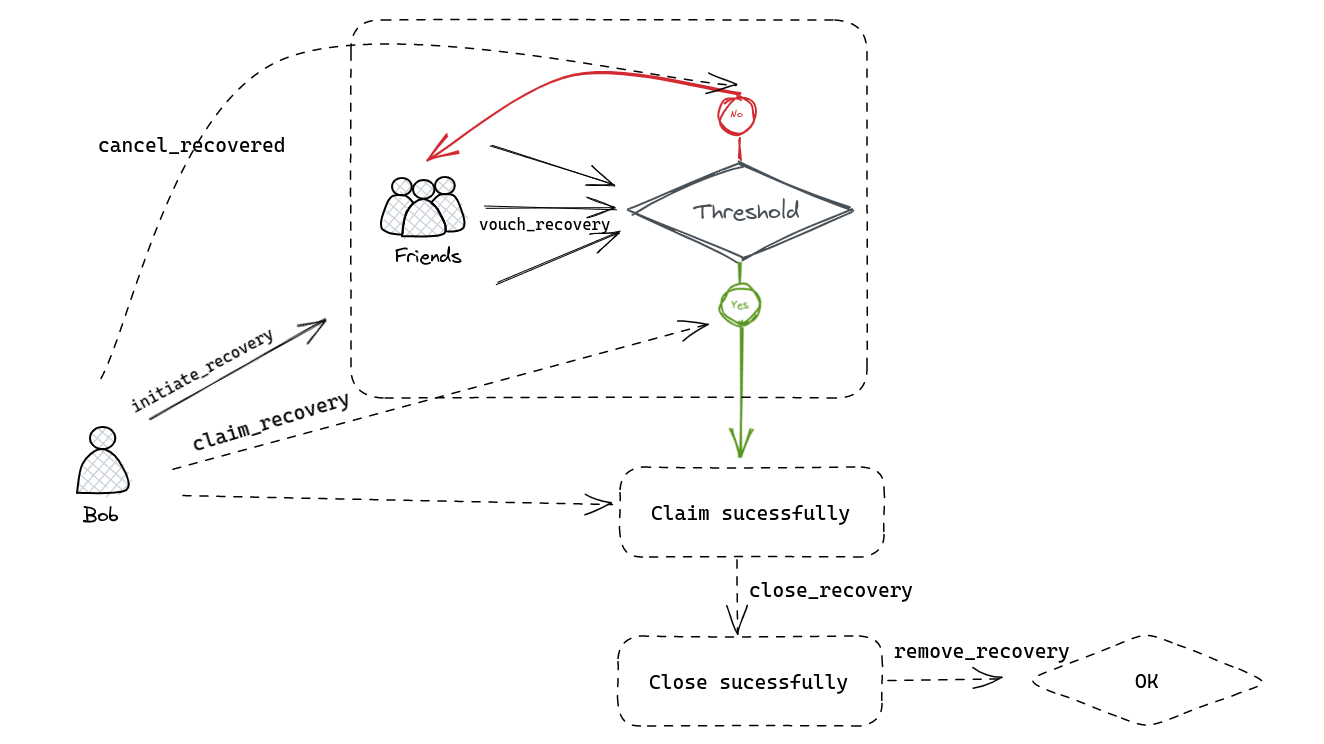 cancel_recovered
No
Threshold
vouch_recovery
Friends
Yes
initiate_recovery
claim_recovery
Bob
Claim sucessfully
close_recovery
remove_recovery
Close sucessfully
OK